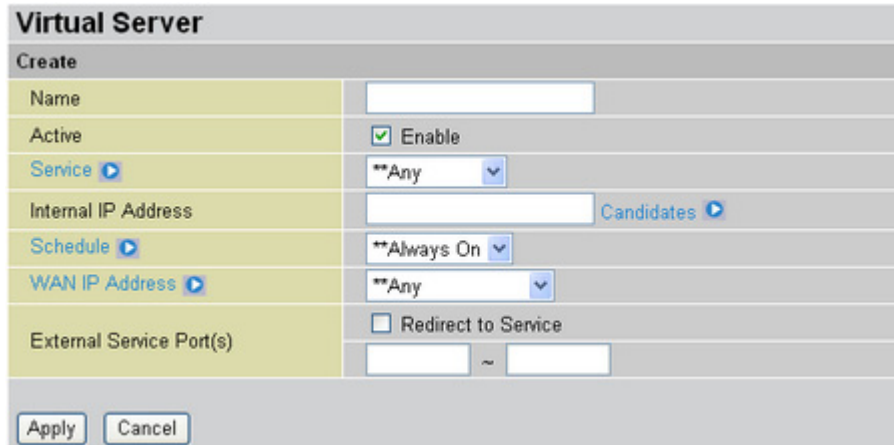 Virtual Server
Create
Name
Active Enable
Service **Any
Internal IP Address Candidates
Schedule **Always On
WAN IP Address **Any
External Service Port(s) Redirect to Service
~
Apply Cancel